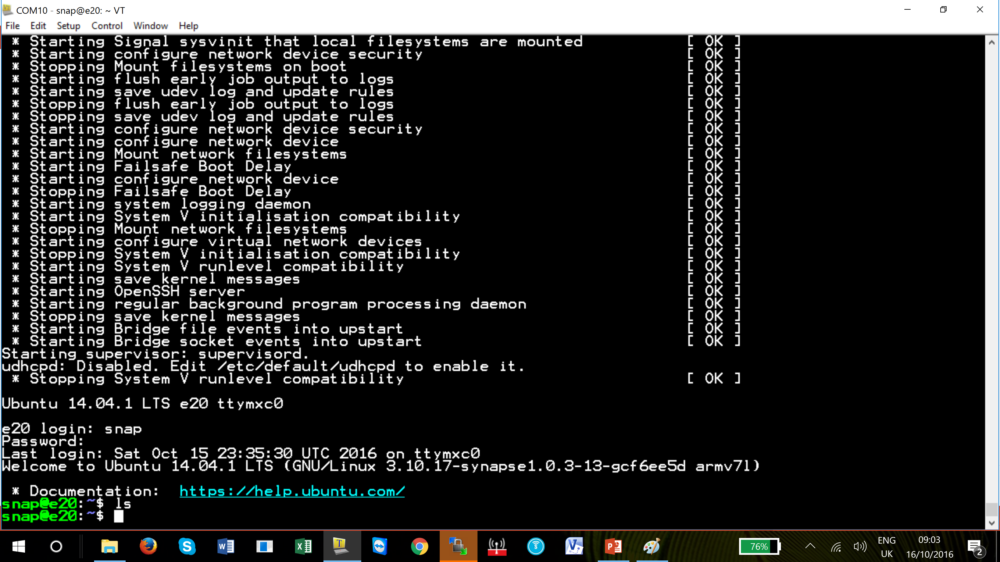 COM10 - snap@e20: ~ VT
File Edit Setup Control Window Help
* Starting Signal sysvinit that local filesystems are mounted [ OK ]
* Starting configure network device security [ OK ]
* Stopping Mount filesystems on boot [ OK ]
* Starting flush early job output to logs [ OK ]
* Starting save udev log and update rules [ OK ]
* Stopping flush early job output to logs [ OK ]
* Stopping save udev log and update rules [ OK ]
* Starting configure network device security [ OK ]
* Starting configure network device [ OK ]
* Starting Mount network filesystems [ OK ]
* Starting Failsafe Boot Delay [ OK ]
* Starting configure network device [ OK ]
* Stopping Failsafe Boot Delay [ OK ]
* Starting system logging daemon [ OK ]
* Starting System V initialisation compatibility [ OK ]
* Stopping Mount network filesystems [ OK ]
* Starting configure virtual network devices [ OK ]
* Stopping System V initialisation compatibility [ OK ]
* Starting System V runlevel compatibility [ OK ]
* Starting save kernel messages [ OK ]
* Starting OpenSSH server [ OK ]
* Starting regular background program processing daemon [ OK ]
* Stopping save kernel messages [ OK ]
* Starting Bridge file events into upstart [ OK ]
* Starting Bridge socket events into upstart [ OK ]
Starting supervisor: supervisord.
udhcpd: Disabled. Edit /etc/default/udhcpd to enable it.
* Stopping System V runlevel compatibility [ OK ]
Ubuntu 14.04.1 LTS e20 ttymxc0
e20 login: snap
Password:
Last login: Sat Oct 15 23:35:30 UTC 2016 on ttymxc0
Welcome to Ubuntu 14.04.1 LTS (GNU/Linux 3.10.17-synapse1.0.3-13-gcf6ee5d armv7l)
* Documentation: https://help.ubuntu.com/
snap@e20:~$ ls
snap@e20:~$
76%
ENG
UK
09:03
16/10/2016
2